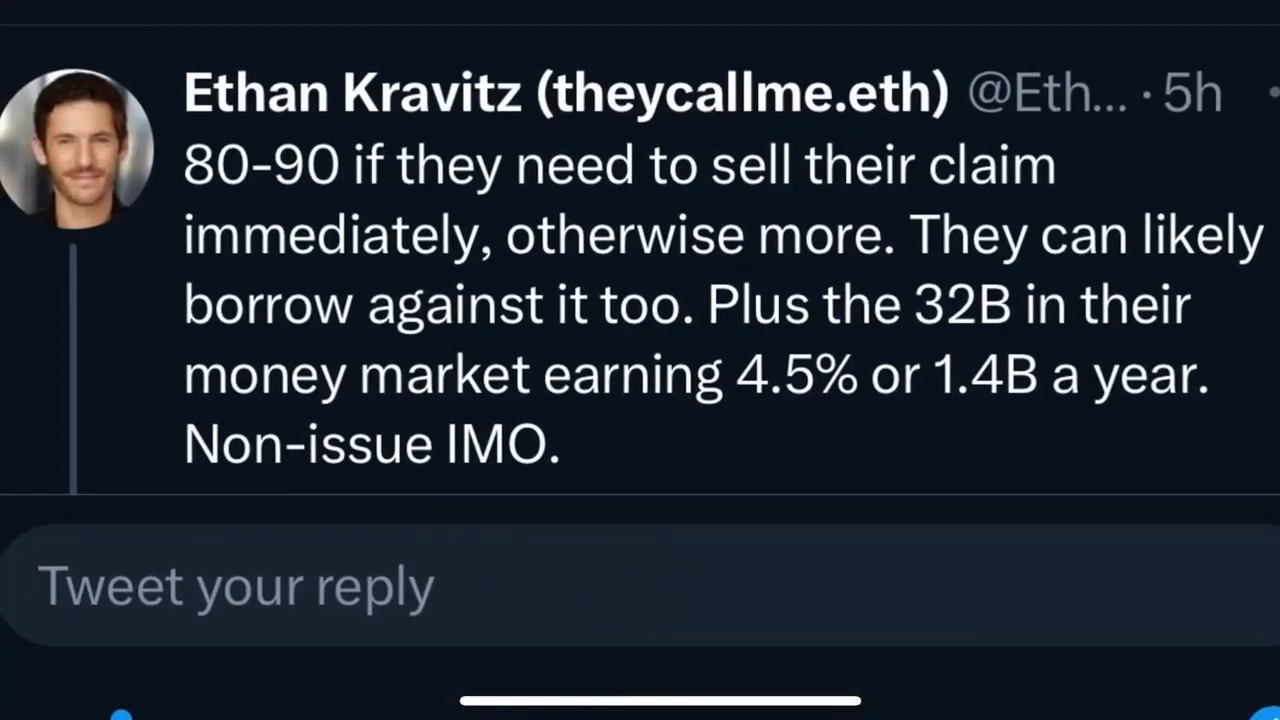 Ethan Kravitz (theycallme.eth) @Eth... · 5h
80-90 if they need to sell their claim
immediately, otherwise more. They can likely
borrow against it too. Plus the 32B in their
money market earning 4.5% or 1.4B a year.
Non-issue IMO.
Tweet your reply